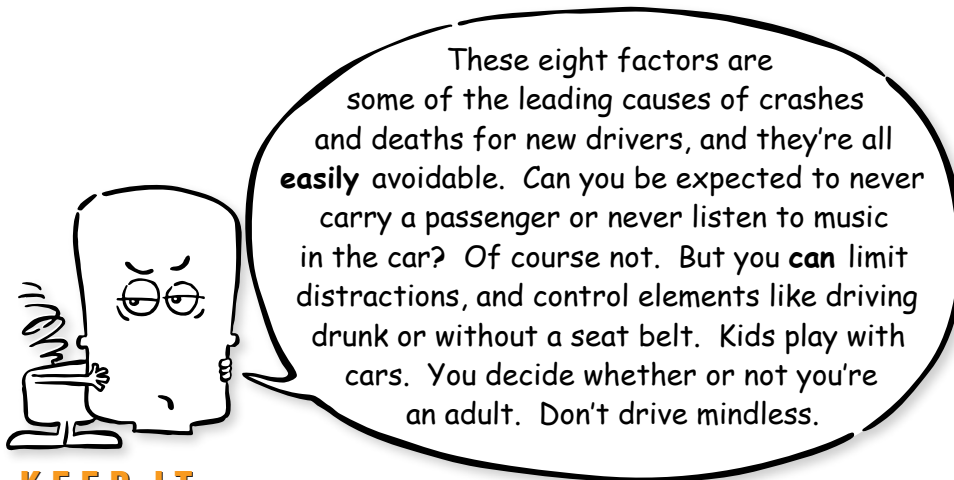 These eight factors are
some of the leading causes of crashes
and deaths for new drivers, and they're all
easily avoidable. Can you be expected to never
carry a passenger or never listen to music
in the car? Of course not. But you can limit
distractions, and control elements like driving
drunk or without a seat belt. Kids play with
cars. You decide whether or not you're
an adult. Don't drive mindless.
KEEP IT